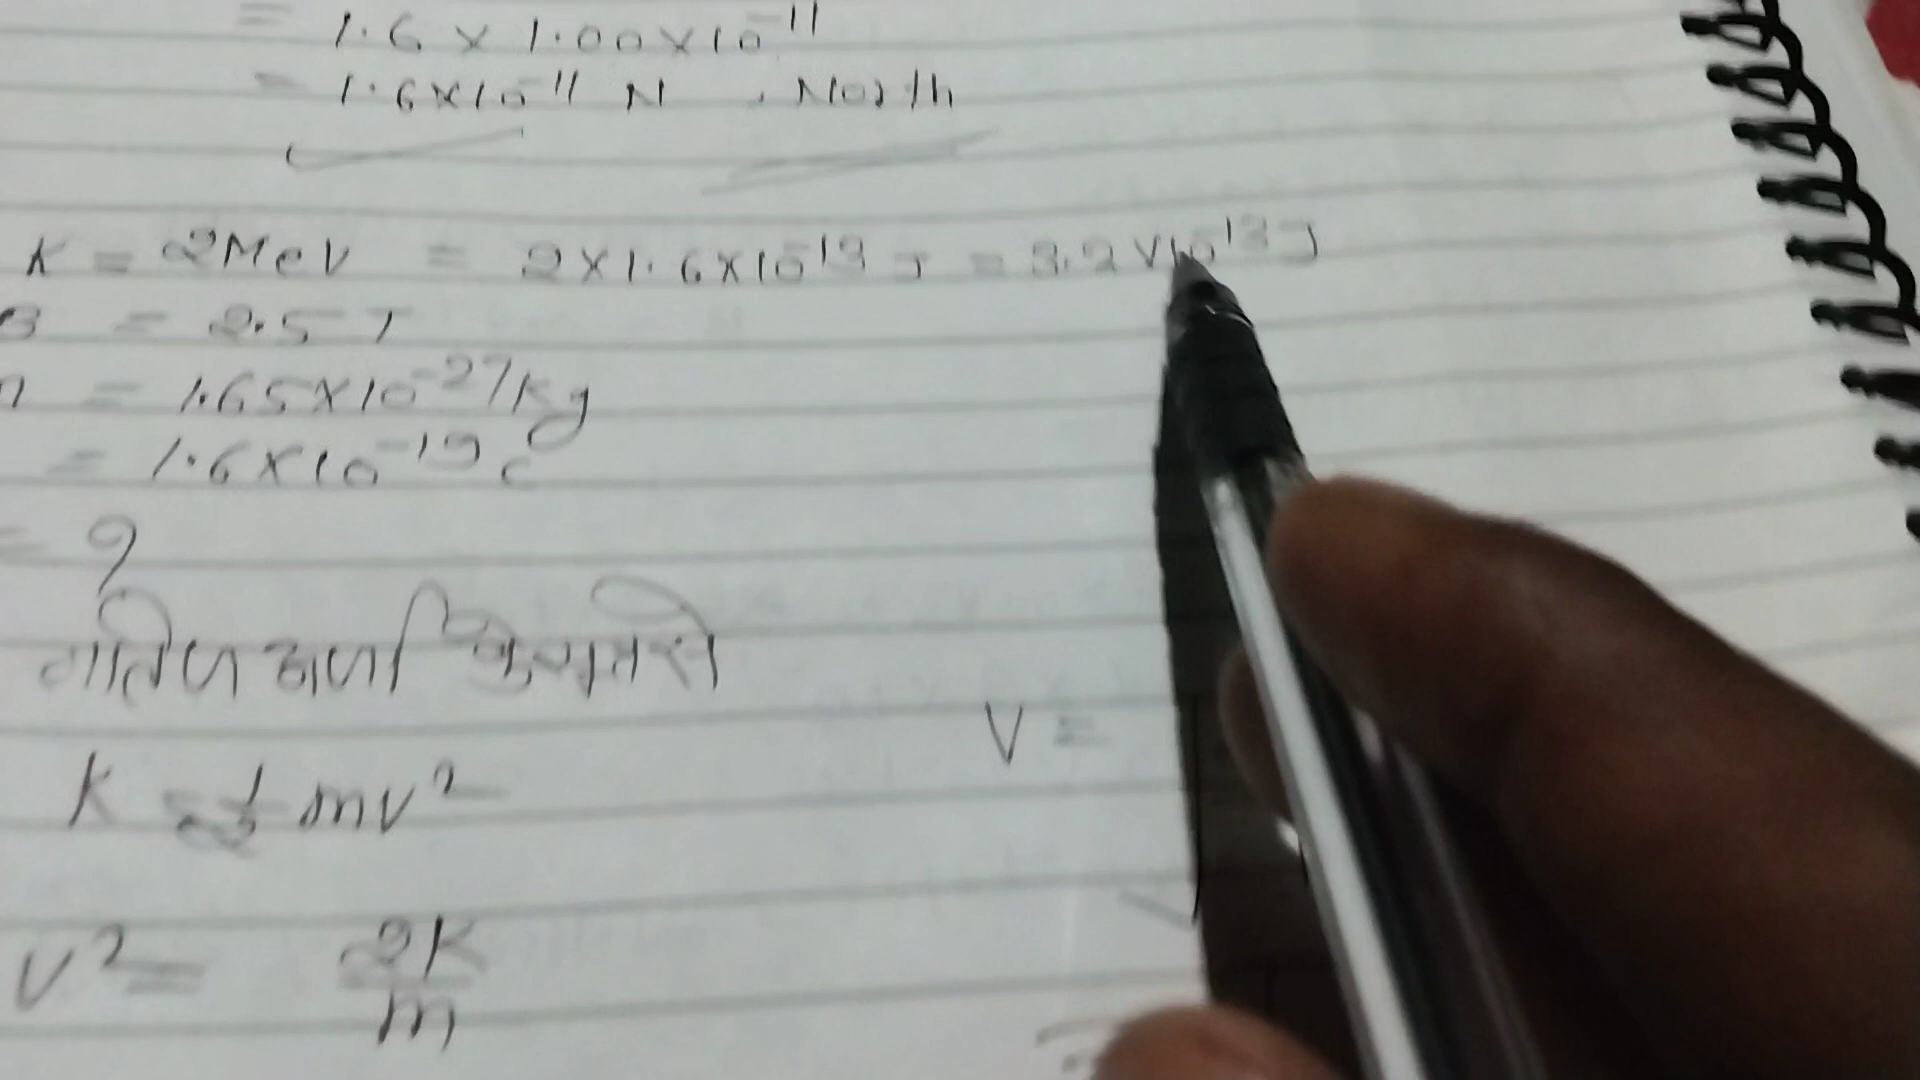 = 1.6 × 1.00 × 10⁻¹¹
= 1.6×10⁻¹¹ N , North
K = 2MeV = 2×1.6×10⁻¹³ J = 3.2×10⁻¹³ J
B = 2.5 T
= 1.65×10⁻²⁷ kg
= 1.6×10⁻¹⁹ C
= ?
गतिज ऊर्जा के सूत्र से
K = 1/2 mv²
V =
v² = 2K/m